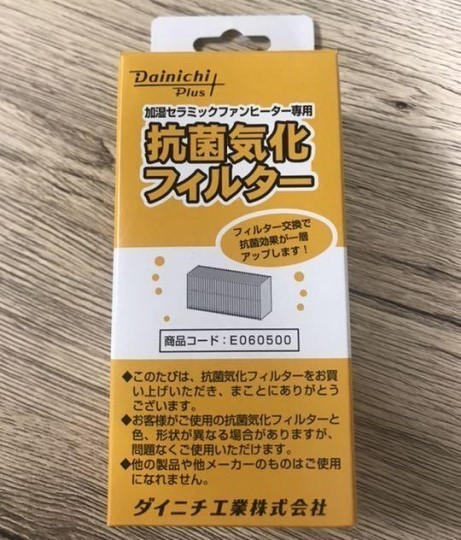 Dainichi
Plus
加湿セラミックファンヒーター専用
抗菌気化
フィルター
フィルター交換で
抗菌効果が一層
アップします！
商品コード：E060500
◆このたびは、抗菌気化フィルターをお買
い上げいただき、まことにありがとう
ございます。
◆お客様がご使用の抗菌気化フィルターと
色、形状が異なる場合がありますが、
問題なくご使用いただけます。
◆他の製品や他メーカーのものはご使用
になれません。
ダイニチ工業株式会社